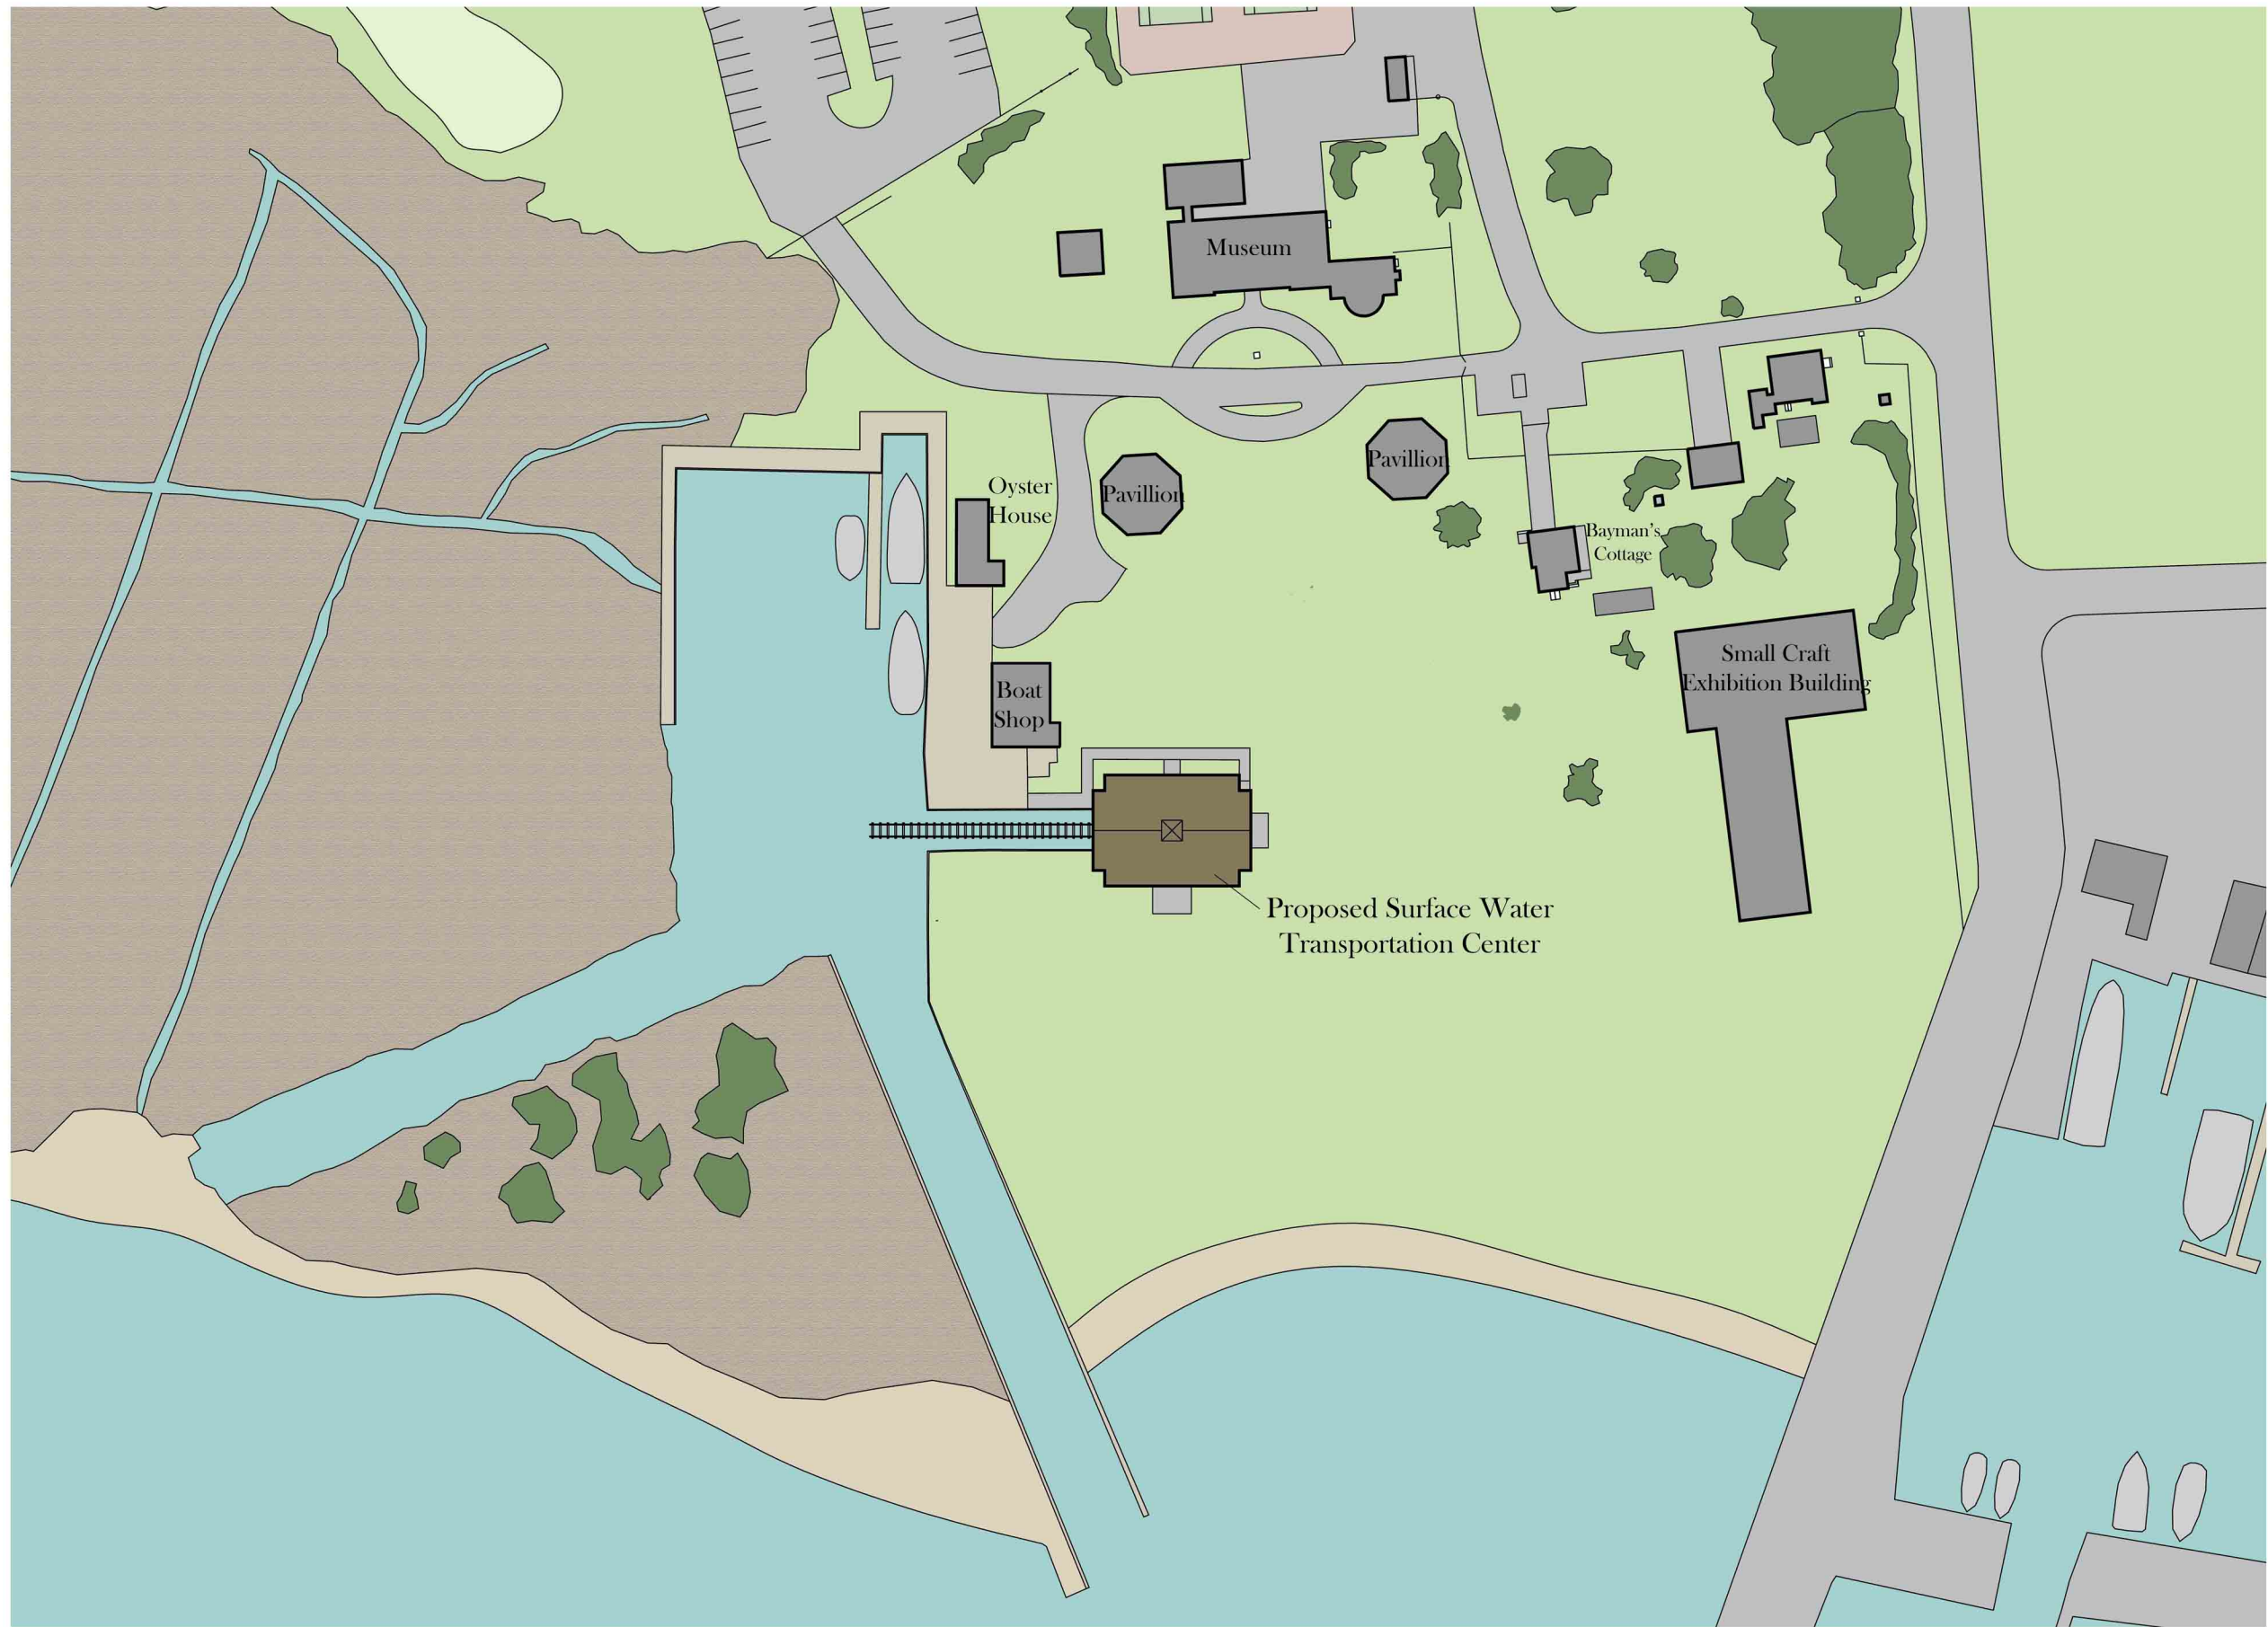 Museum
Pavillion
Pavillion
Oyster
House
Bayman's
Cottage
Small Craft
Exhibition Building
Boat
Shop
Proposed Surface Water
Transportation Center